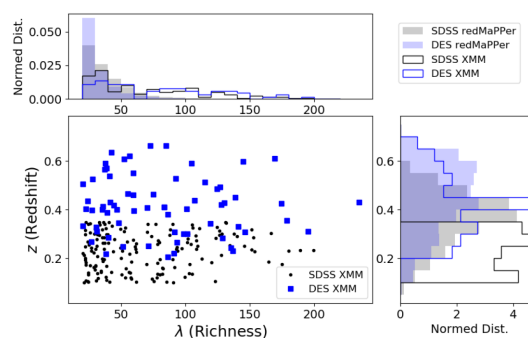 Normed Dist.
0.050
0.025
0.000
50 100 150 200
SDSS redMaPPer
DES redMaPPer
SDSS XMM
DES XMM
z (Redshift)
0.6
0.4
0.2
SDSS XMM
DES XMM
50 100 150 200
λ (Richness)
0.6
0.4
0.2
0 2 4
Normed Dist.